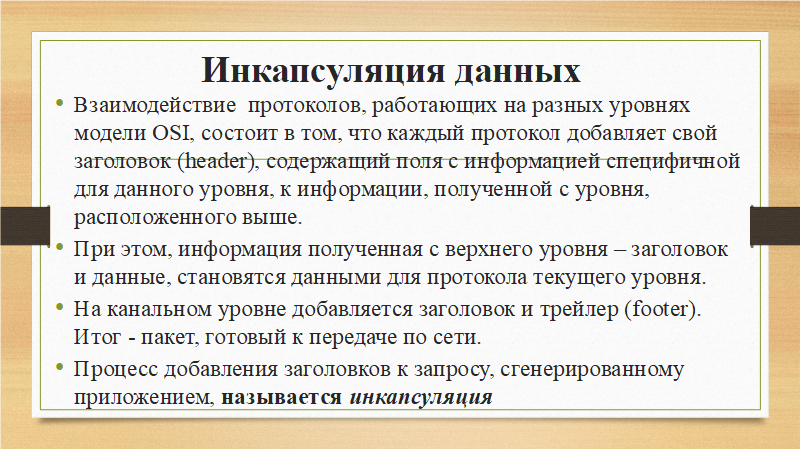 Инкапсуляция данных
• Взаимодействие протоколов, работающих на разных уровнях
модели OSI, состоит в том, что каждый протокол добавляет свой
заголовок (header), содержащий поля с информацией специфичной
для данного уровня, к информации, полученной с уровня,
расположенного выше.
• При этом, информация полученная с верхнего уровня – заголовок
и данные, становятся данными для протокола текущего уровня.
• На канальном уровне добавляется заголовок и трейлер (footer).
Итог - пакет, готовый к передаче по сети.
• Процесс добавления заголовков к запросу, сгенерированному
приложением, называется инкапсуляция